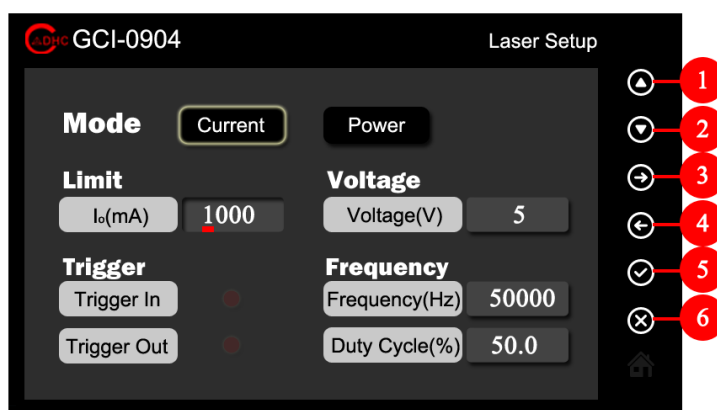 ADHC GCI-0904 Laser Setup
Mode Current Power
Limit Voltage
I₀(mA) 1000 Voltage(V) 5
Trigger Frequency
Trigger In Frequency(Hz) 50000
Trigger Out Duty Cycle(%) 50.0
1
2
3
4
5
6